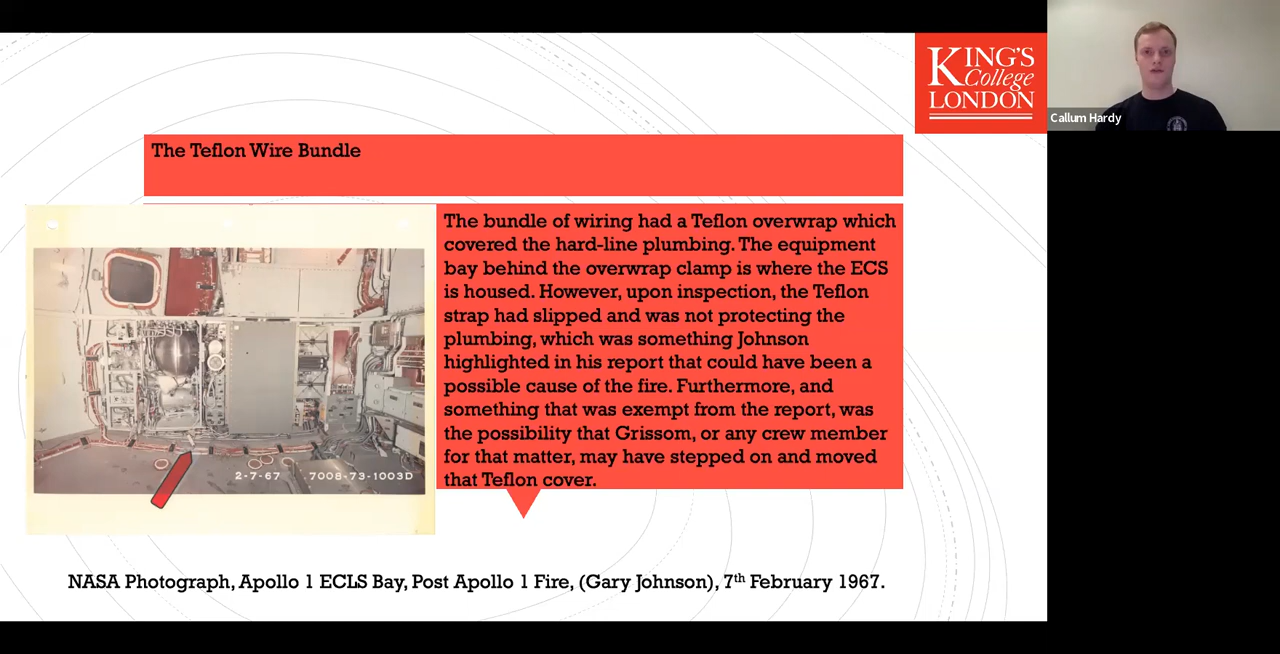 KING'S
College
LONDON
Callum Hardy
The Teflon Wire Bundle
The bundle of wiring had a Teflon overwrap which
covered the hard-line plumbing. The equipment
bay behind the overwrap clamp is where the ECS
is housed. However, upon inspection, the Teflon
strap had slipped and was not protecting the
plumbing, which was something Johnson
highlighted in his report that could have been a
possible cause of the fire. Furthermore, and
something that was exempt from the report, was
the possibility that Grissom, or any crew member
for that matter, may have stepped on and moved
that Teflon cover.
2-7-67 7008-73-1003D
NASA Photograph, Apollo 1 ECLS Bay, Post Apollo 1 Fire, (Gary Johnson), 7th February 1967.